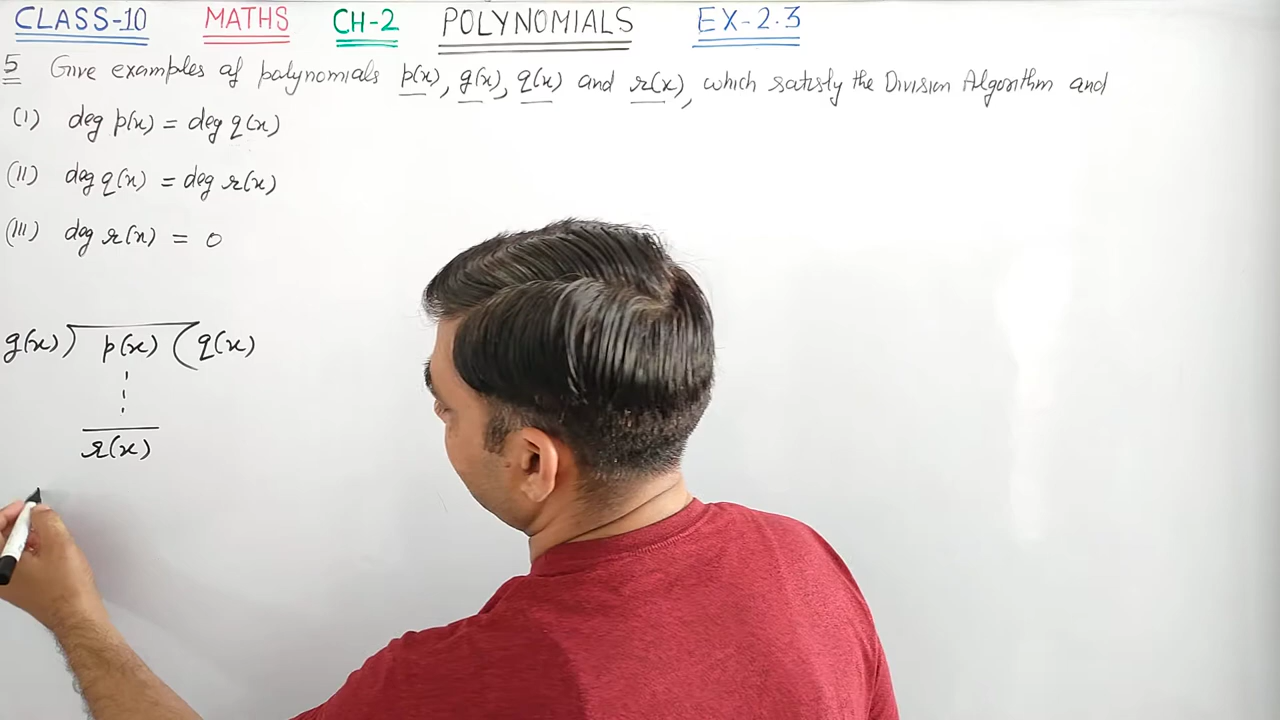 CLASS-10 MATHS CH-2 POLYNOMIALS EX-2.3
5 Give examples of polynomials p(x), g(x), q(x) and r(x), which satisfy the Division Algorithm and
(I) deg p(x) = deg q(x)
(II) deg q(x) = deg r(x)
(III) deg r(x) = 0
g(x)) p(x) (q(x)
r(x)